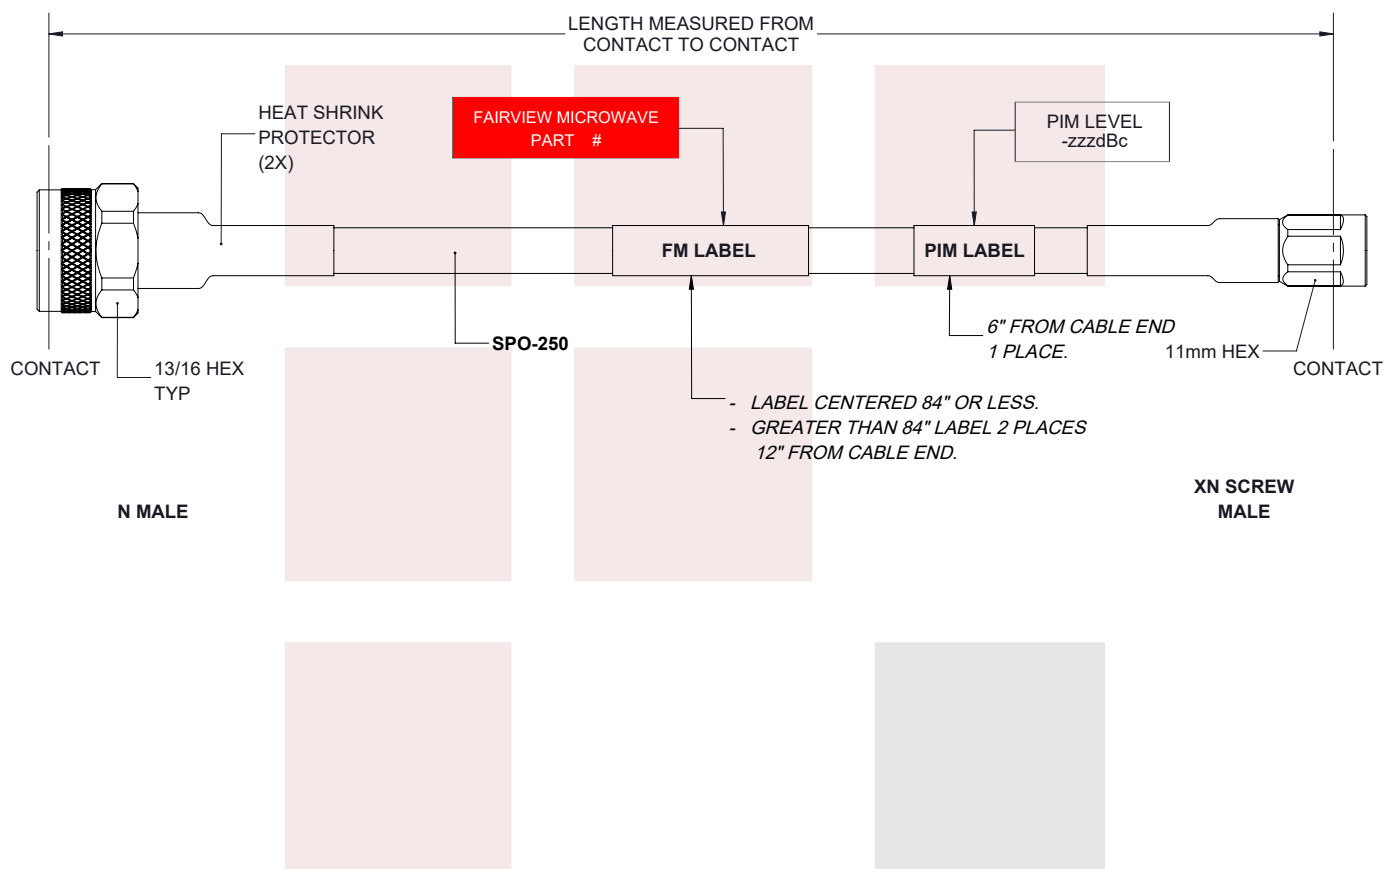 LENGTH MEASURED FROM
CONTACT TO CONTACT
HEAT SHRINK
PROTECTOR
(2X)
FAIRVIEW MICROWAVE
PART #
PIM LEVEL
-zzzdBc
FM LABEL
PIM LABEL
SPO-250
6" FROM CABLE END
1 PLACE.
11mm HEX
CONTACT
13/16 HEX
TYP
CONTACT
- LABEL CENTERED 84" OR LESS.
- GREATER THAN 84" LABEL 2 PLACES
12" FROM CABLE END.
N MALE
XN SCREW
MALE